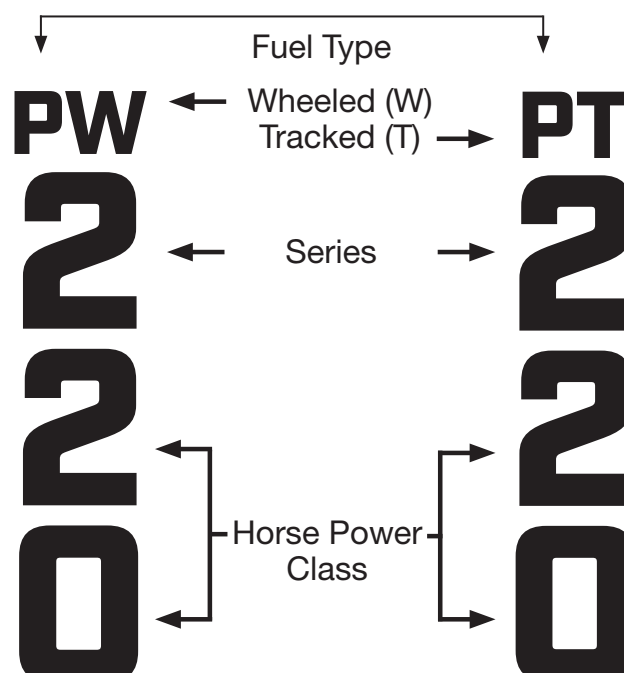 Fuel Type
PW Wheeled (W) PT
Tracked (T)
2 Series 2
2 2
Horse Power
Class
0 0